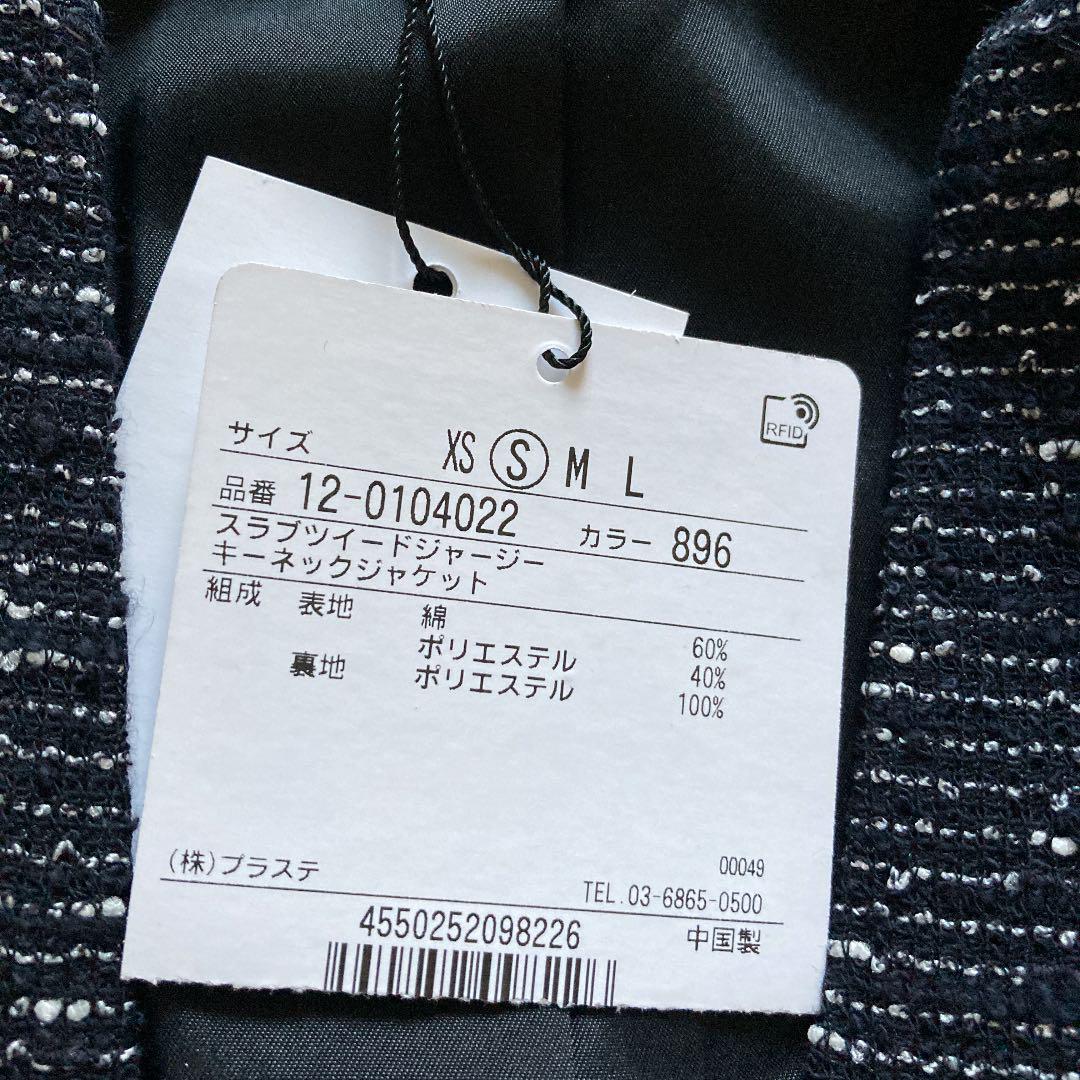 RFID
サイズ XS S M L
品番 12-0104022 カラー 896
スラブツイードジャージー
キーネックジャケット
組成 表地 綿 60%
ポリエステル 40%
裏地 ポリエステル 100%
(株)プラステ 00049
TEL.03-6865-0500
4550252098226 中国製